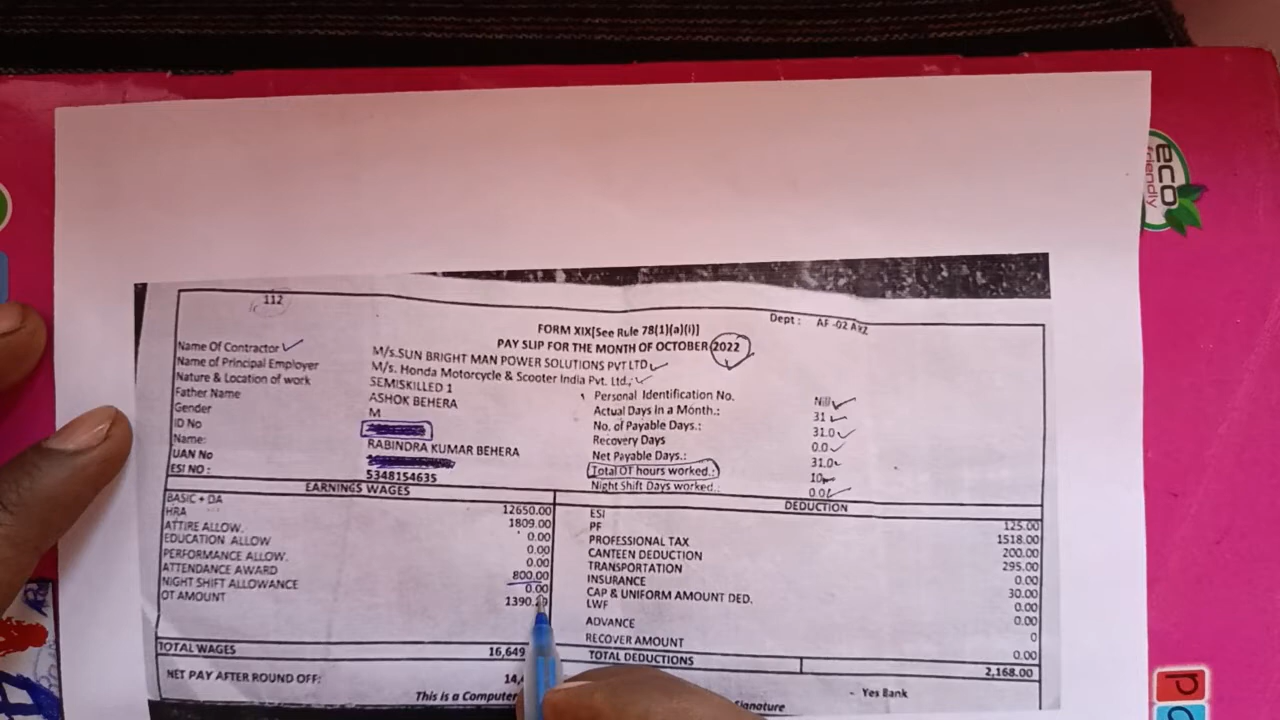 112
Dept : AF -02
FORM XIX[See Rule 78(1)(a)(i)]
PAY SLIP FOR THE MONTH OF OCTOBER 2022
Name Of Contractor M/s.SUN BRIGHT MAN POWER SOLUTIONS PVT LTD
Name of Principal Employer M/s. Honda Motorcycle & Scooter India Pvt. Ltd.,
Nature & Location of work SEMISKILLED 1
Father Name ASHOK BEHERA
Gender M
ID No
Name: RABINDRA KUMAR BEHERA
UAN No
ESI NO : 5348154635
Personal Identification No. Nill
Actual Days In a Month.: 31
No. of Payable Days.: 31.0
Recovery Days 0.0
Net Payable Days.: 31.0
Total OT hours worked.: 10
Night Shift Days worked.: 0.0
EARNINGS WAGES
DEDUCTION
BASIC + DA 12650.00
HRA 1809.00
ATTIRE ALLOW. 0.00
EDUCATION ALLOW 0.00
PERFORMANCE ALLOW. 0.00
ATTENDANCE AWARD 800.00
NIGHT SHIFT ALLOWANCE 0.00
OT AMOUNT 1390.
ESI 125.00
PF 1518.00
PROFESSIONAL TAX 200.00
CANTEEN DEDUCTION 295.00
TRANSPORTATION 0.00
INSURANCE 30.00
CAP & UNIFORM AMOUNT DED. 0.00
LWF 0.00
ADVANCE 0
RECOVER AMOUNT 0.00
TOTAL WAGES 16,649
TOTAL DEDUCTIONS 2,168.00
NET PAY AFTER ROUND OFF: 14,
- Yes Bank
This is a Computer
eco
friendly